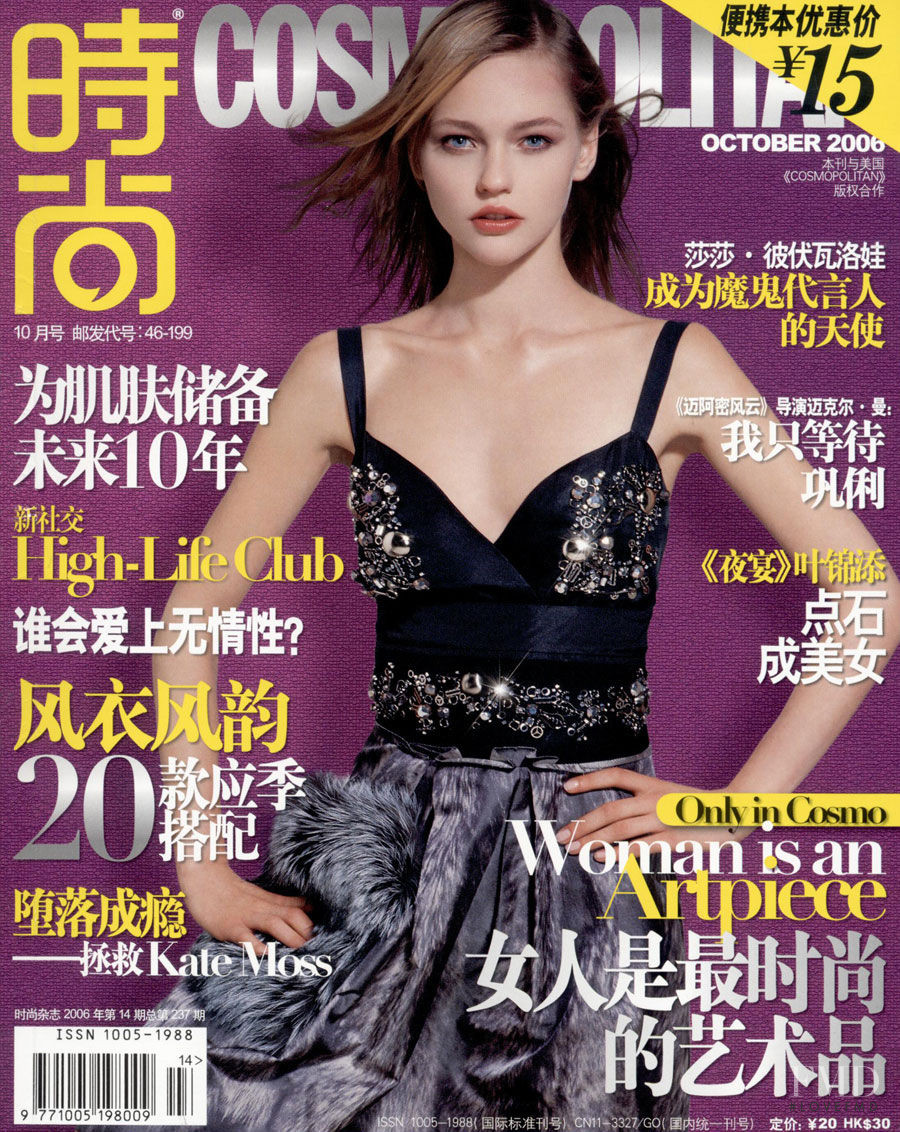 時尚®
COSMOPOLITAN
便携本优惠价
¥15
OCTOBER 2006
本刊与美国
《COSMOPOLITAN》
版权合作
10月号 邮发代号:46-199
莎莎·彼伏瓦洛娃
成为魔鬼代言人
的天使
为肌肤储备
未来10年
《迈阿密风云》导演迈克尔·曼:
我只等待
巩俐
新社交
High-Life Club
《夜宴》叶锦添
点石
成美女
谁会爱上无情性?
风衣风韵
20款应季
搭配
Only in Cosmo
Woman is an
Artpiece
女人是最时尚
的艺术品
堕落成瘾
——拯救Kate Moss
时尚杂志 2006年第14期总第237期
ISSN 1005-1988
14>
9 771005 198009
ISSN 1005-1988(国际标准刊号) CN11-3327/GO(国内统一刊号) 定价:¥20 HK$30